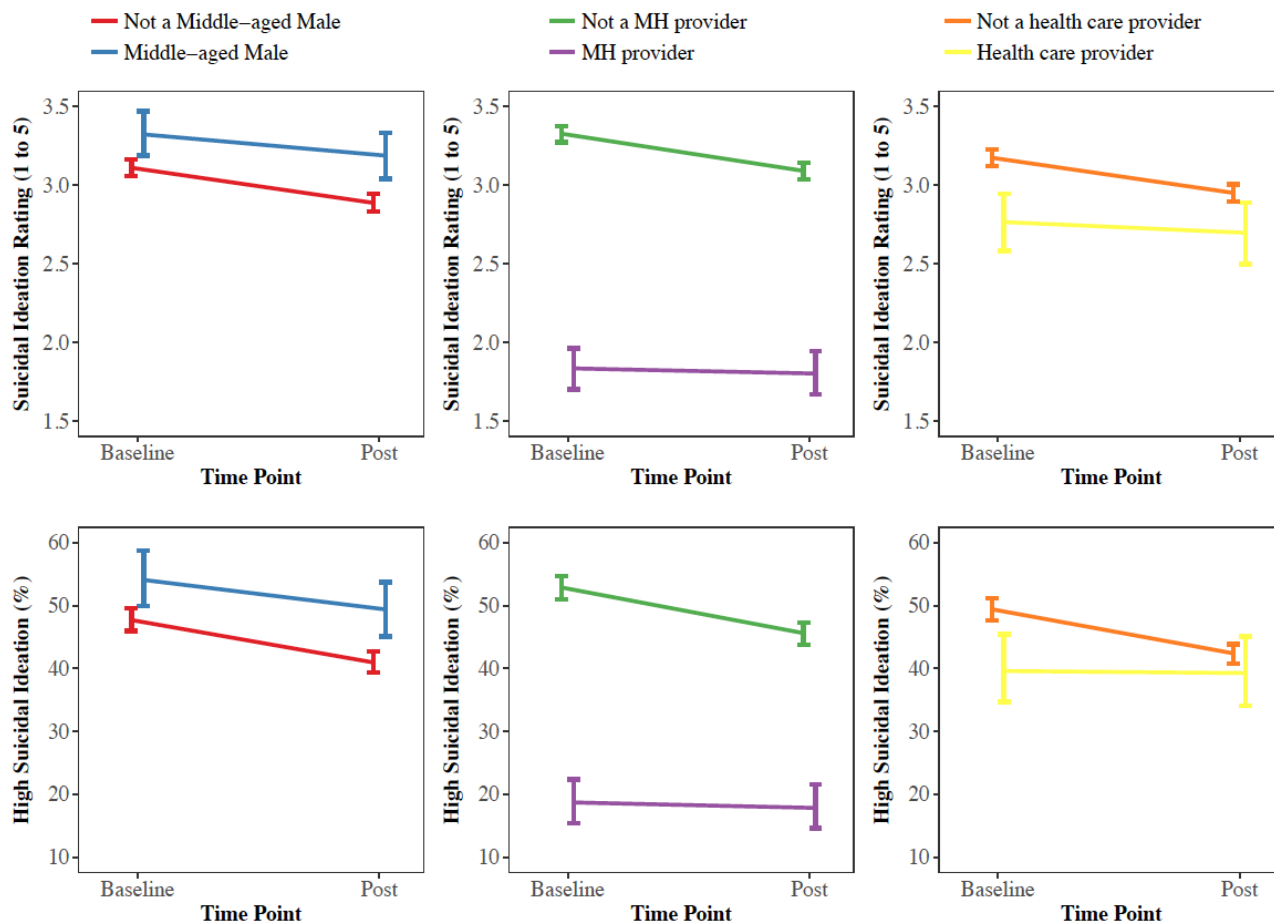 Not a Middle−aged Male
Middle−aged Male
Not a MH provider
MH provider
Not a health care provider
Health care provider
Suicidal Ideation Rating (1 to 5)
3.5
3.0
2.5
2.0
1.5
Baseline
Post
Time Point
Suicidal Ideation Rating (1 to 5)
3.5
3.0
2.5
2.0
1.5
Baseline
Post
Time Point
Suicidal Ideation Rating (1 to 5)
3.5
3.0
2.5
2.0
1.5
Baseline
Post
Time Point
High Suicidal Ideation (%)
60
50
40
30
20
10
Baseline
Post
Time Point
High Suicidal Ideation (%)
60
50
40
30
20
10
Baseline
Post
Time Point
High Suicidal Ideation (%)
60
50
40
30
20
10
Baseline
Post
Time Point